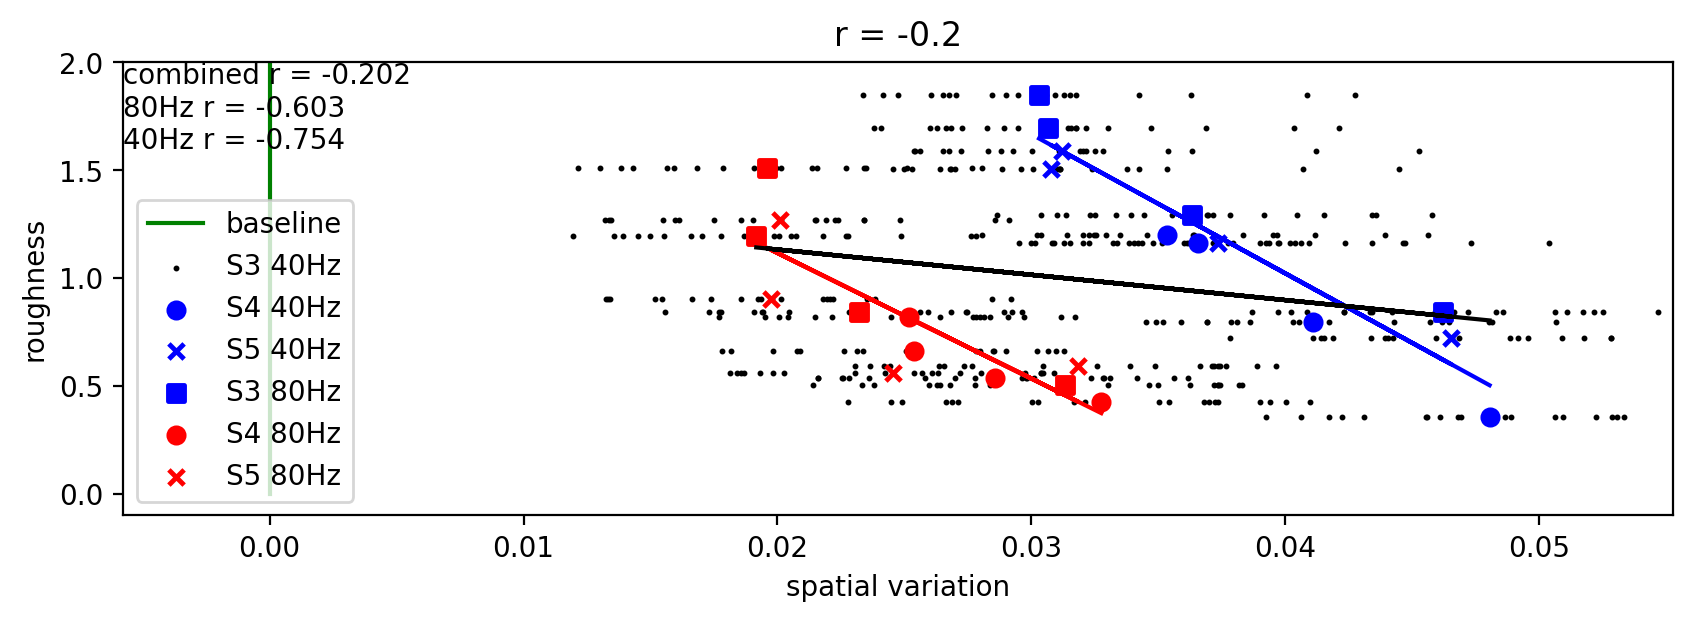 r = -0.2
combined r = -0.202
80Hz r = -0.603
40Hz r = -0.754
2.0
1.5
1.0
0.5
0.0
roughness
baseline
S3 40Hz
S4 40Hz
S5 40Hz
S3 80Hz
S4 80Hz
S5 80Hz
0.00 0.01 0.02 0.03 0.04 0.05
spatial variation